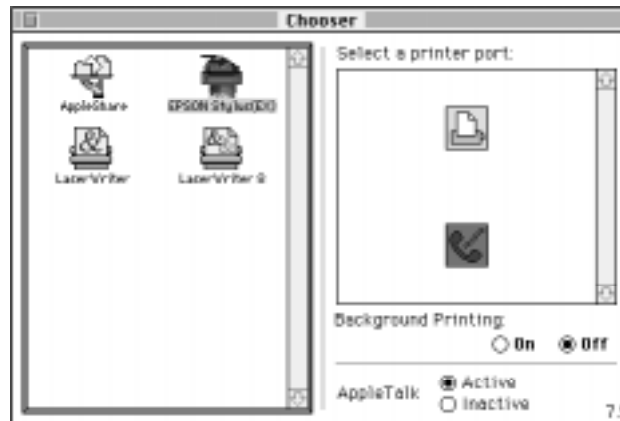 Chooser
AppleShare
EPSON Stylus(EX)
LaserWriter
LaserWriter 8
Select a printer port:
Background Printing:
On Off
AppleTalk
Active
Inactive